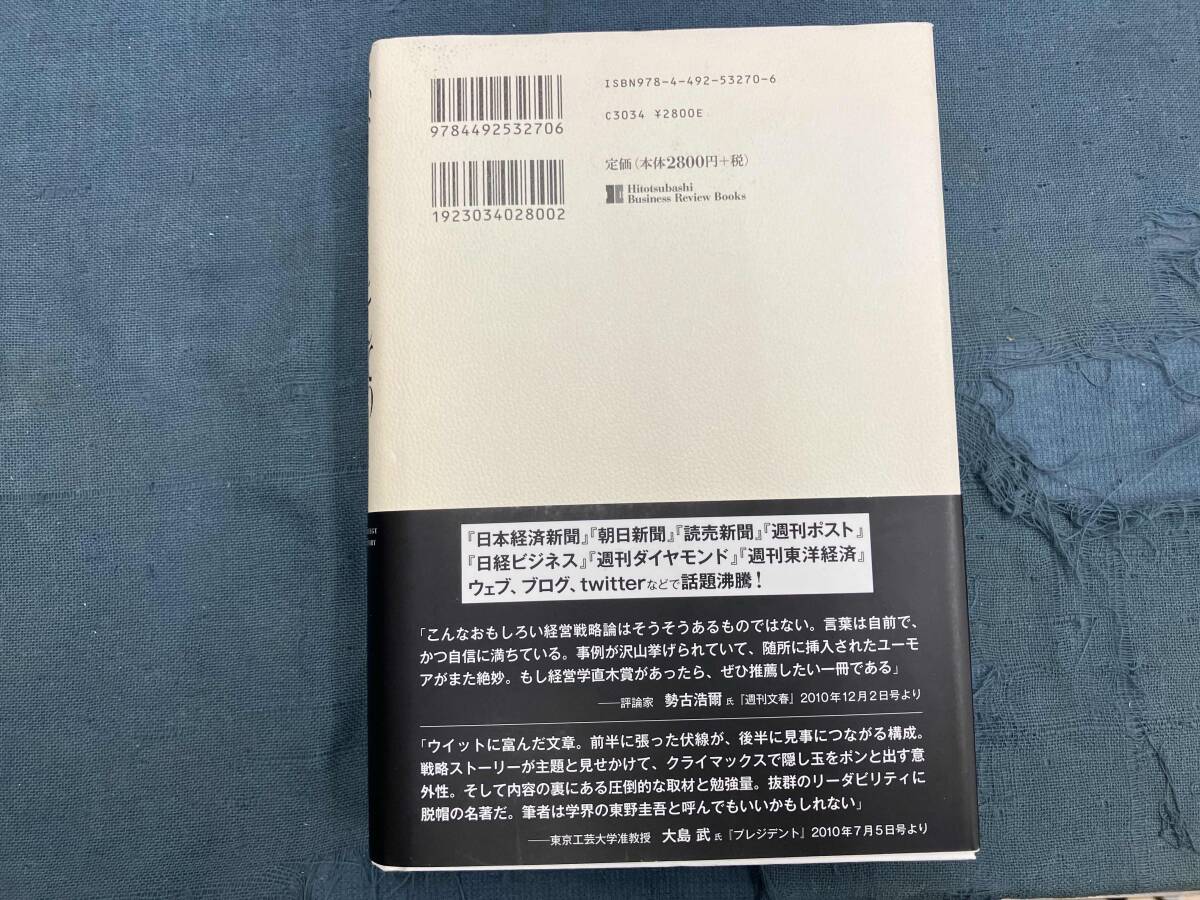 ISBN978-4-492-53270-6
C3034 ¥2800E
9784492532706
定価(本体2800円+税)
Hitotsubashi
Business Review Books
1923034028002
『日本経済新聞』『朝日新聞』『読売新聞』『週刊ポスト』
『日経ビジネス』『週刊ダイヤモンド』『週刊東洋経済』
ウェブ、ブログ、twitterなどで話題沸騰！
「こんなおもしろい経営戦略論はそうそうあるものではない。言葉は自前で、
かつ自信に満ちている。事例が沢山挙げられていて、随所に挿入されたユーモ
アがまた絶妙。もし経営学直木賞があったら、ぜひ推薦したい一冊である」
――評論家 勢古浩爾 氏『週刊文春』2010年12月2日号より
「ウイットに富んだ文章。前半に張った伏線が、後半に見事につながる構成。
戦略ストーリーが主題と見せかけて、クライマックスで隠し玉をポンと出す意
外性。そして内容の裏にある圧倒的な取材と勉強量。抜群のリーダビリティに
脱帽の名著だ。筆者は学界の東野圭吾と呼んでもいいかもしれない」
――東京工芸大学准教授 大島 武 氏『プレジデント』2010年7月5日号より